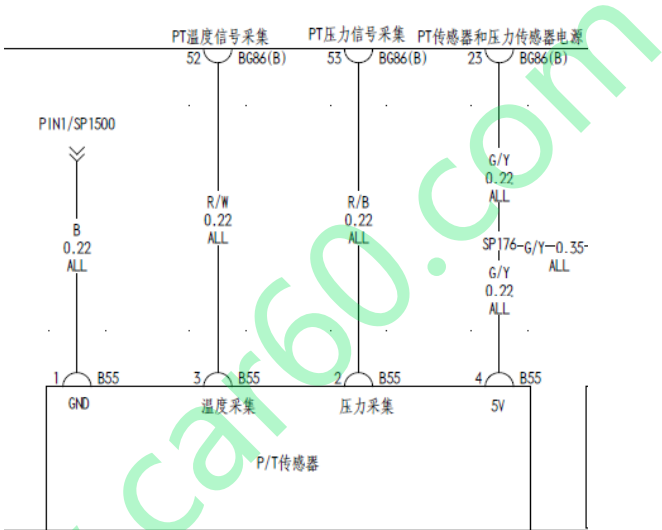 PT温度信号采集 PT压力信号采集 PT传感器和压力传感器电源
52 BG86(B) 53 BG86(B) 23 BG86(B)
PIN1/SP1500
G/Y
0.22
ALL
R/W
0.22
ALL
R/B
0.22
ALL
B
0.22
ALL
SP176-G/Y-0.35-
ALL
G/Y
0.22
ALL
1 B55 3 B55 2 B55 4 B55
GND 温度采集 压力采集 5V
P/T传感器
car60.com